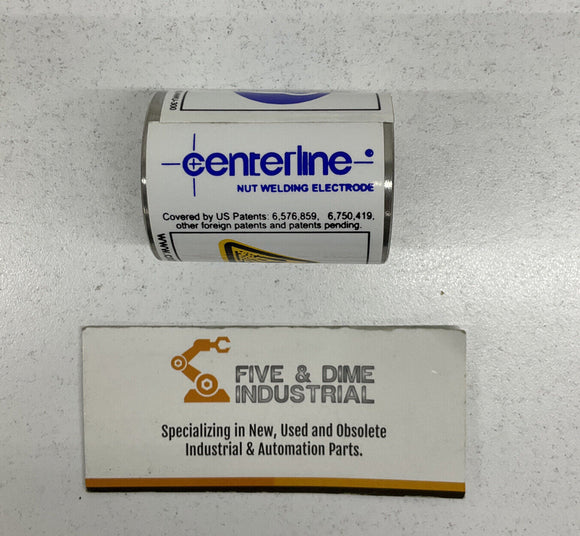 centerline
NUT WELDING ELECTRODE
Covered by US Patents: 6,576,859, 6,750,419,
other foreign patents and patents pending.
FIVE & DIME
INDUSTRIAL
Specializing in New, Used and Obsolete
Industrial & Automation Parts.